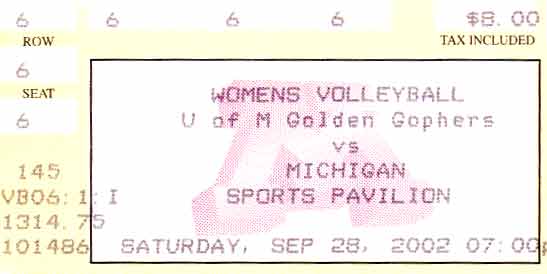 6 6 6 6 $8.00
ROW TAX INCLUDED
6
SEAT WOMENS VOLLEYBALL
6 U of M Golden Gophers
vs
145 MICHIGAN
VB06: 1: I SPORTS PAVILION
1314.75
101486 SATURDAY, SEP 28, 2002 07:00